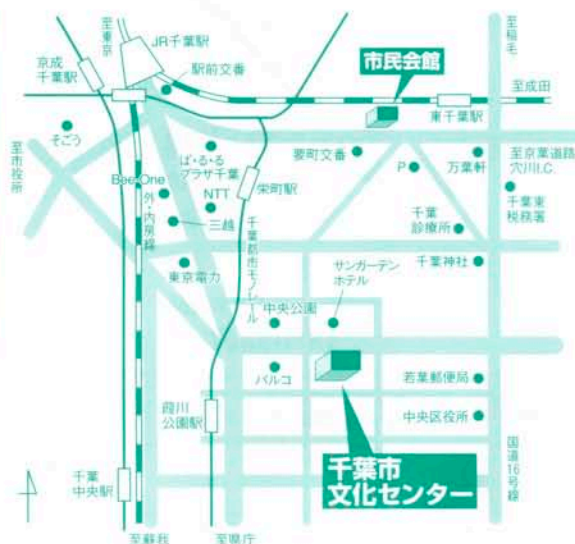 至東京
JR千葉駅
京成
千葉駅
駅前交番
市民会館
至稲毛
至成田
東千葉駅
そごう
至市役所
ぱ・る・る
プラザ千葉
要町交番
P
万葉軒
至京葉道路
穴川I.C.
Bee-One
NTT
栄町駅
外・内房線
三越
千葉都市モノレール
千葉
診療所
千葉東
税務署
東京電力
サンガーデン
ホテル
千葉神社
中央公園
パルコ
若葉郵便局
葭川
公園駅
中央区役所
千葉市
文化センター
国道16号線
千葉
中央駅
至蘇我
至県庁